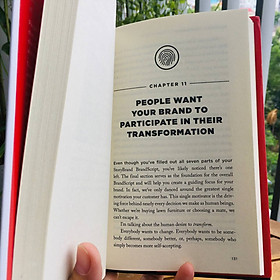 CHAPTER 11
PEOPLE WANT
YOUR BRAND TO
PARTICIPATE IN THEIR
TRANSFORMATION
Even though you've filled out all seven parts of your
StoryBrand BrandScript, you've likely noticed there's one
left. The final section serves as the foundation for the overall
BrandScript and will help you create a guiding focus for your
brand. In fact, we've only danced around the greatest single
motivation your customer has. This single motivation is the driv-
ing force behind nearly every decision we make as human beings.
Whether we're buying lawn furniture or choosing a mate, we
can't escape it.
I'm talking about the human desire to transform.
Everybody wants to change. Everybody wants to be some-
body different, somebody better, or, perhaps, somebody who
simply becomes more self-accepting.
131